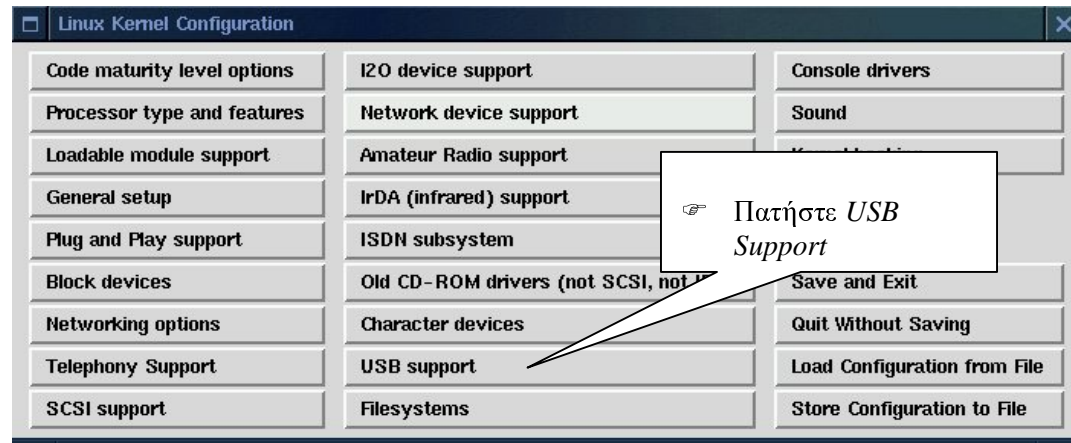 Linux Kernel Configuration
Code maturity level options
Processor type and features
Loadable module support
General setup
Plug and Play support
Block devices
Networking options
Telephony Support
SCSI support
I2O device support
Network device support
Amateur Radio support
IrDA (infrared) support
ISDN subsystem
Old CD-ROM drivers (not SCSI, not
Character devices
USB support
Filesystems
Console drivers
Sound
Save and Exit
Quit Without Saving
Load Configuration from File
Store Configuration to File
☞ Πατήστε USB
Support